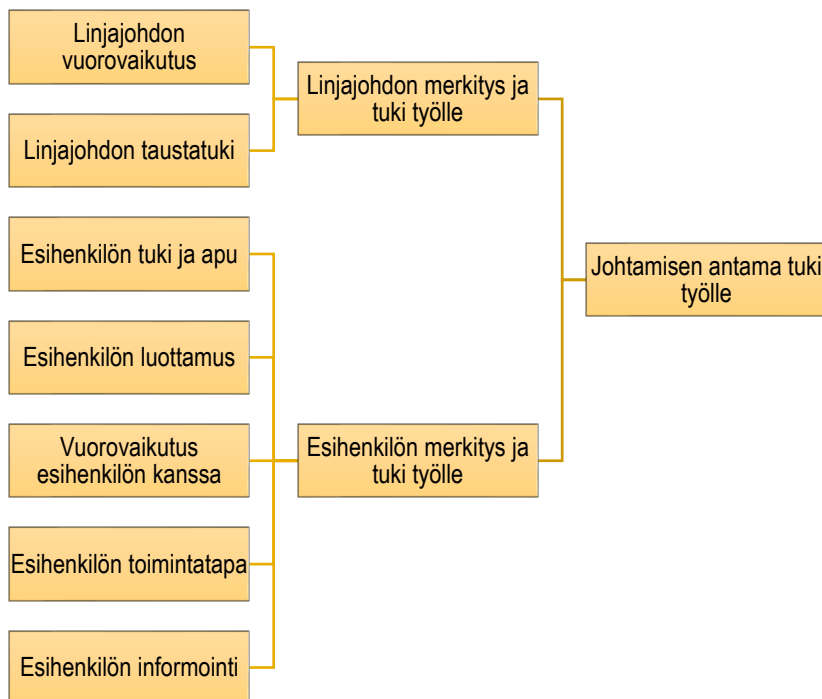 Linjajohdon
vuorovaikutus
Linjajohdon taustatuki
Esihenkilön tuki ja apu
Esihenkilön luottamus
Vuorovaikutus
esihenkilön kanssa
Esihenkilön toimintatapa
Esihenkilön informointi
Linjajohdon merkitys ja
tuki työlle
Esihenkilön merkitys ja
tuki työlle
Johtamisen antama tuki
työlle